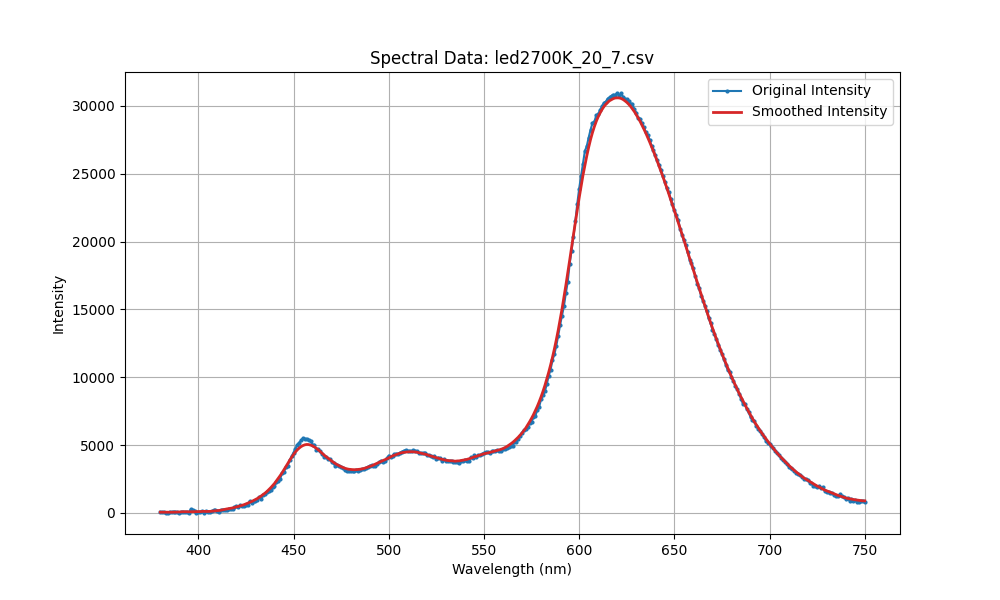 Spectral Data: led2700K_20_7.csv
Original Intensity
Smoothed Intensity
30000
25000
20000
15000
10000
5000
0
Intensity
400 450 500 550 600 650 700 750
Wavelength (nm)